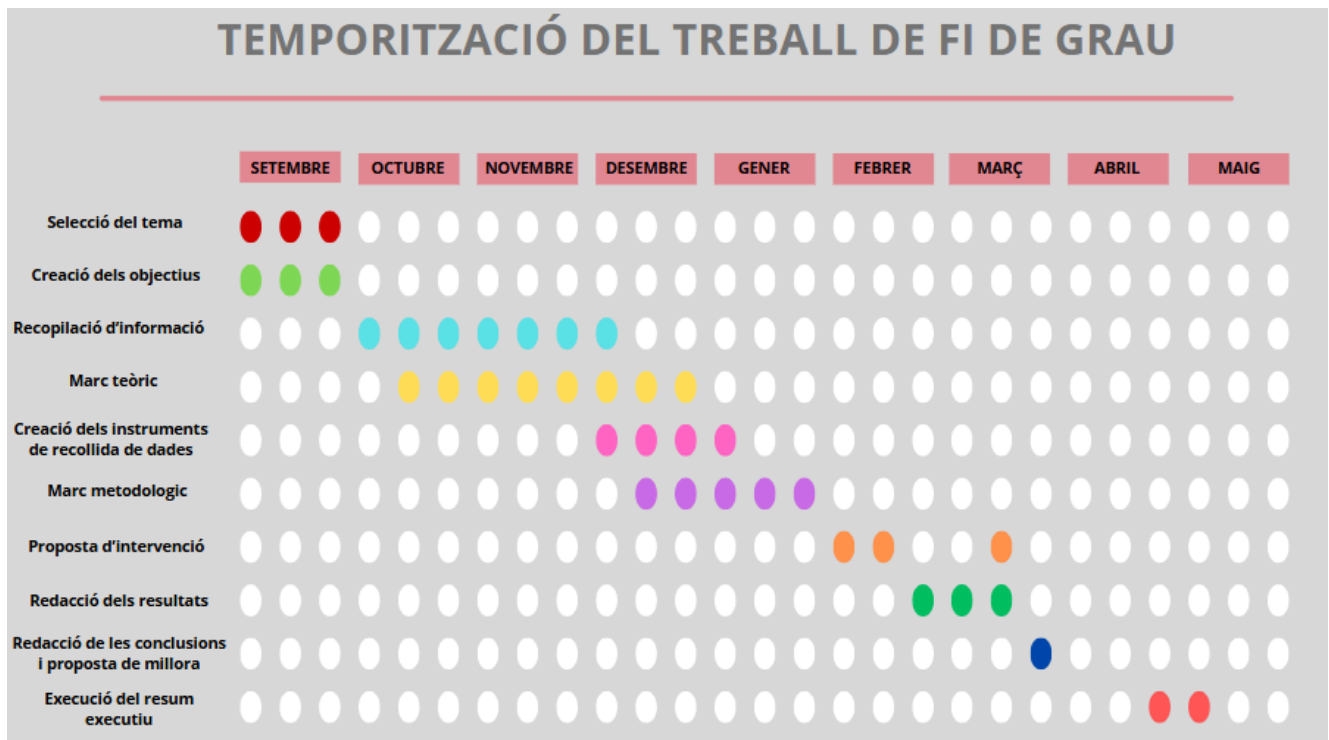 TEMPORITZACIÓ DEL TREBALL DE FI DE GRAU
SETEMBRE OCTUBRE NOVEMBRE DESEMBRE GENER FEBRER MARÇ ABRIL MAIG
Selecció del tema
Creació dels objectius
Recopilació d'informació
Marc teòric
Creació dels instruments
de recollida de dades
Marc metodologic
Proposta d'intervenció
Redacció dels resultats
Redacció de les conclusions
i proposta de millora
Execució del resum
executiu